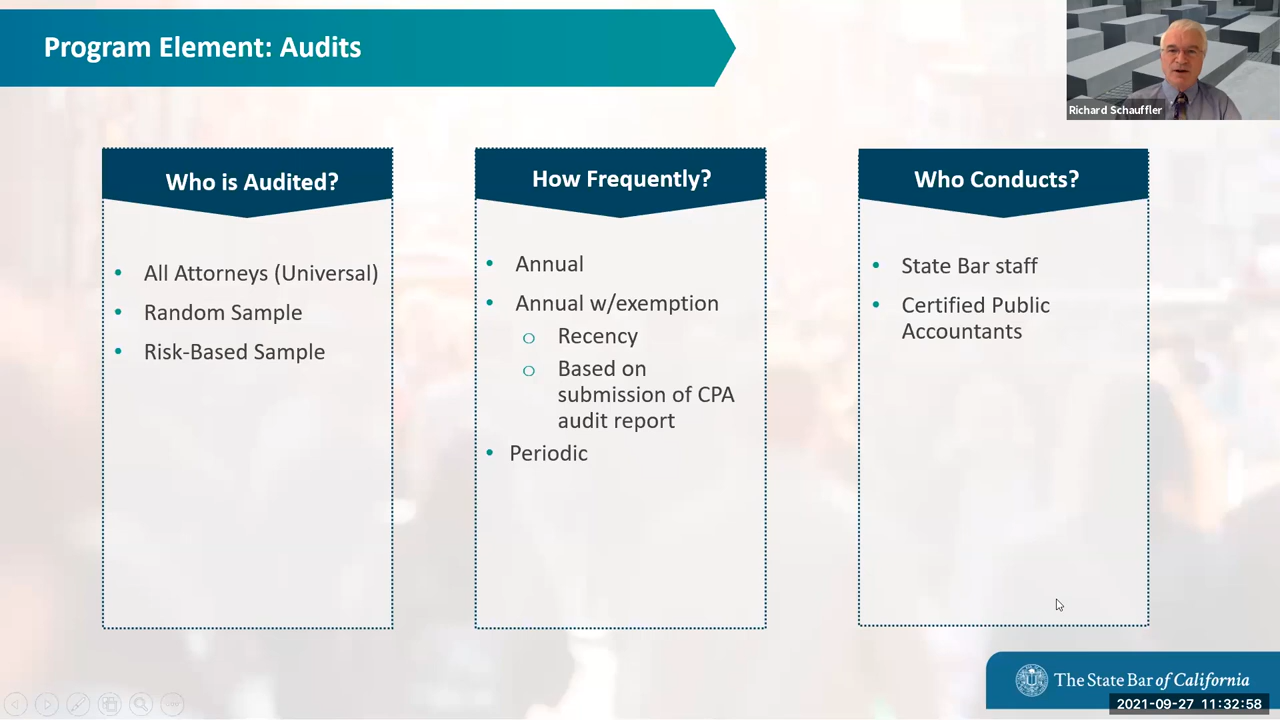 Program Element: Audits
Richard Schauffler
Who is Audited?
• All Attorneys (Universal)
• Random Sample
• Risk-Based Sample
How Frequently?
• Annual
• Annual w/exemption
o Recency
o Based on
submission of CPA
audit report
• Periodic
Who Conducts?
• State Bar staff
• Certified Public
Accountants
The State Bar of California
2021-09-27 11:32:58